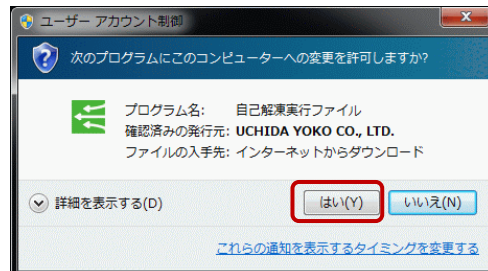 ユーザー アカウント制御
次のプログラムにこのコンピューターへの変更を許可しますか?
プログラム名: 自己解凍実行ファイル
確認済みの発行元: UCHIDA YOKO CO., LTD.
ファイルの入手先: インターネットからダウンロード
詳細を表示する(D) はい(Y) いいえ(N)
これらの通知を表示するタイミングを変更する